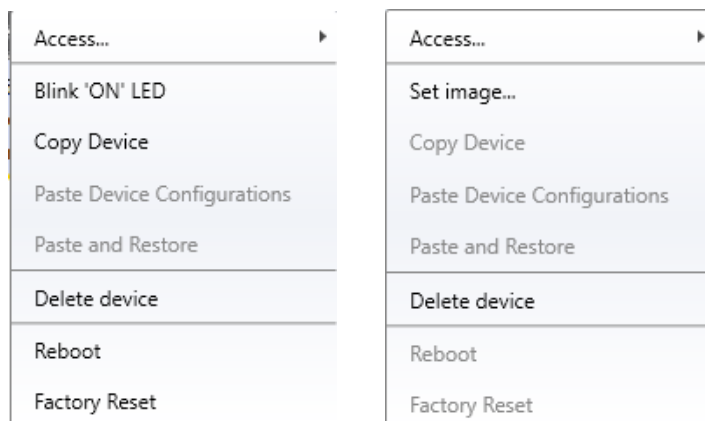 Access...
Blink 'ON' LED
Copy Device
Paste Device Configurations
Paste and Restore
Delete device
Reboot
Factory Reset
Access...
Set image...
Copy Device
Paste Device Configurations
Paste and Restore
Delete device
Reboot
Factory Reset